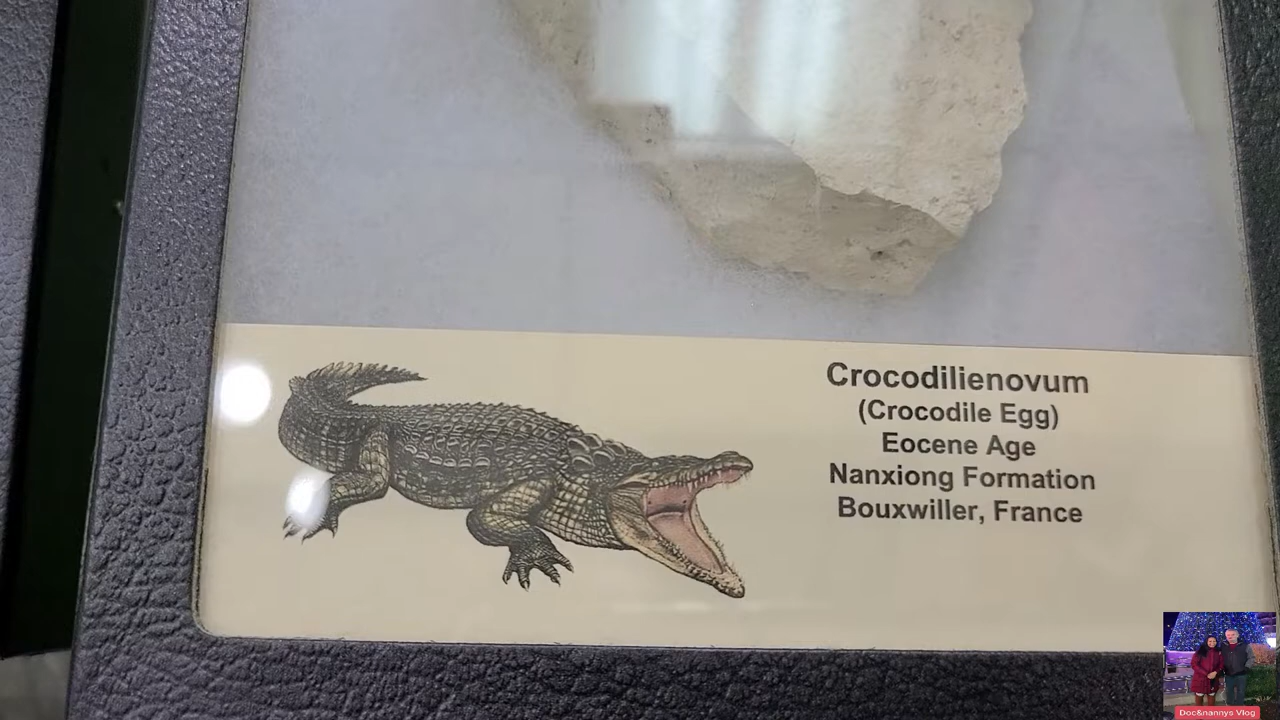 Crocodilienovum
(Crocodile Egg)
Eocene Age
Nanxiong Formation
Bouxwiller, France
Doc&nannys Vlog